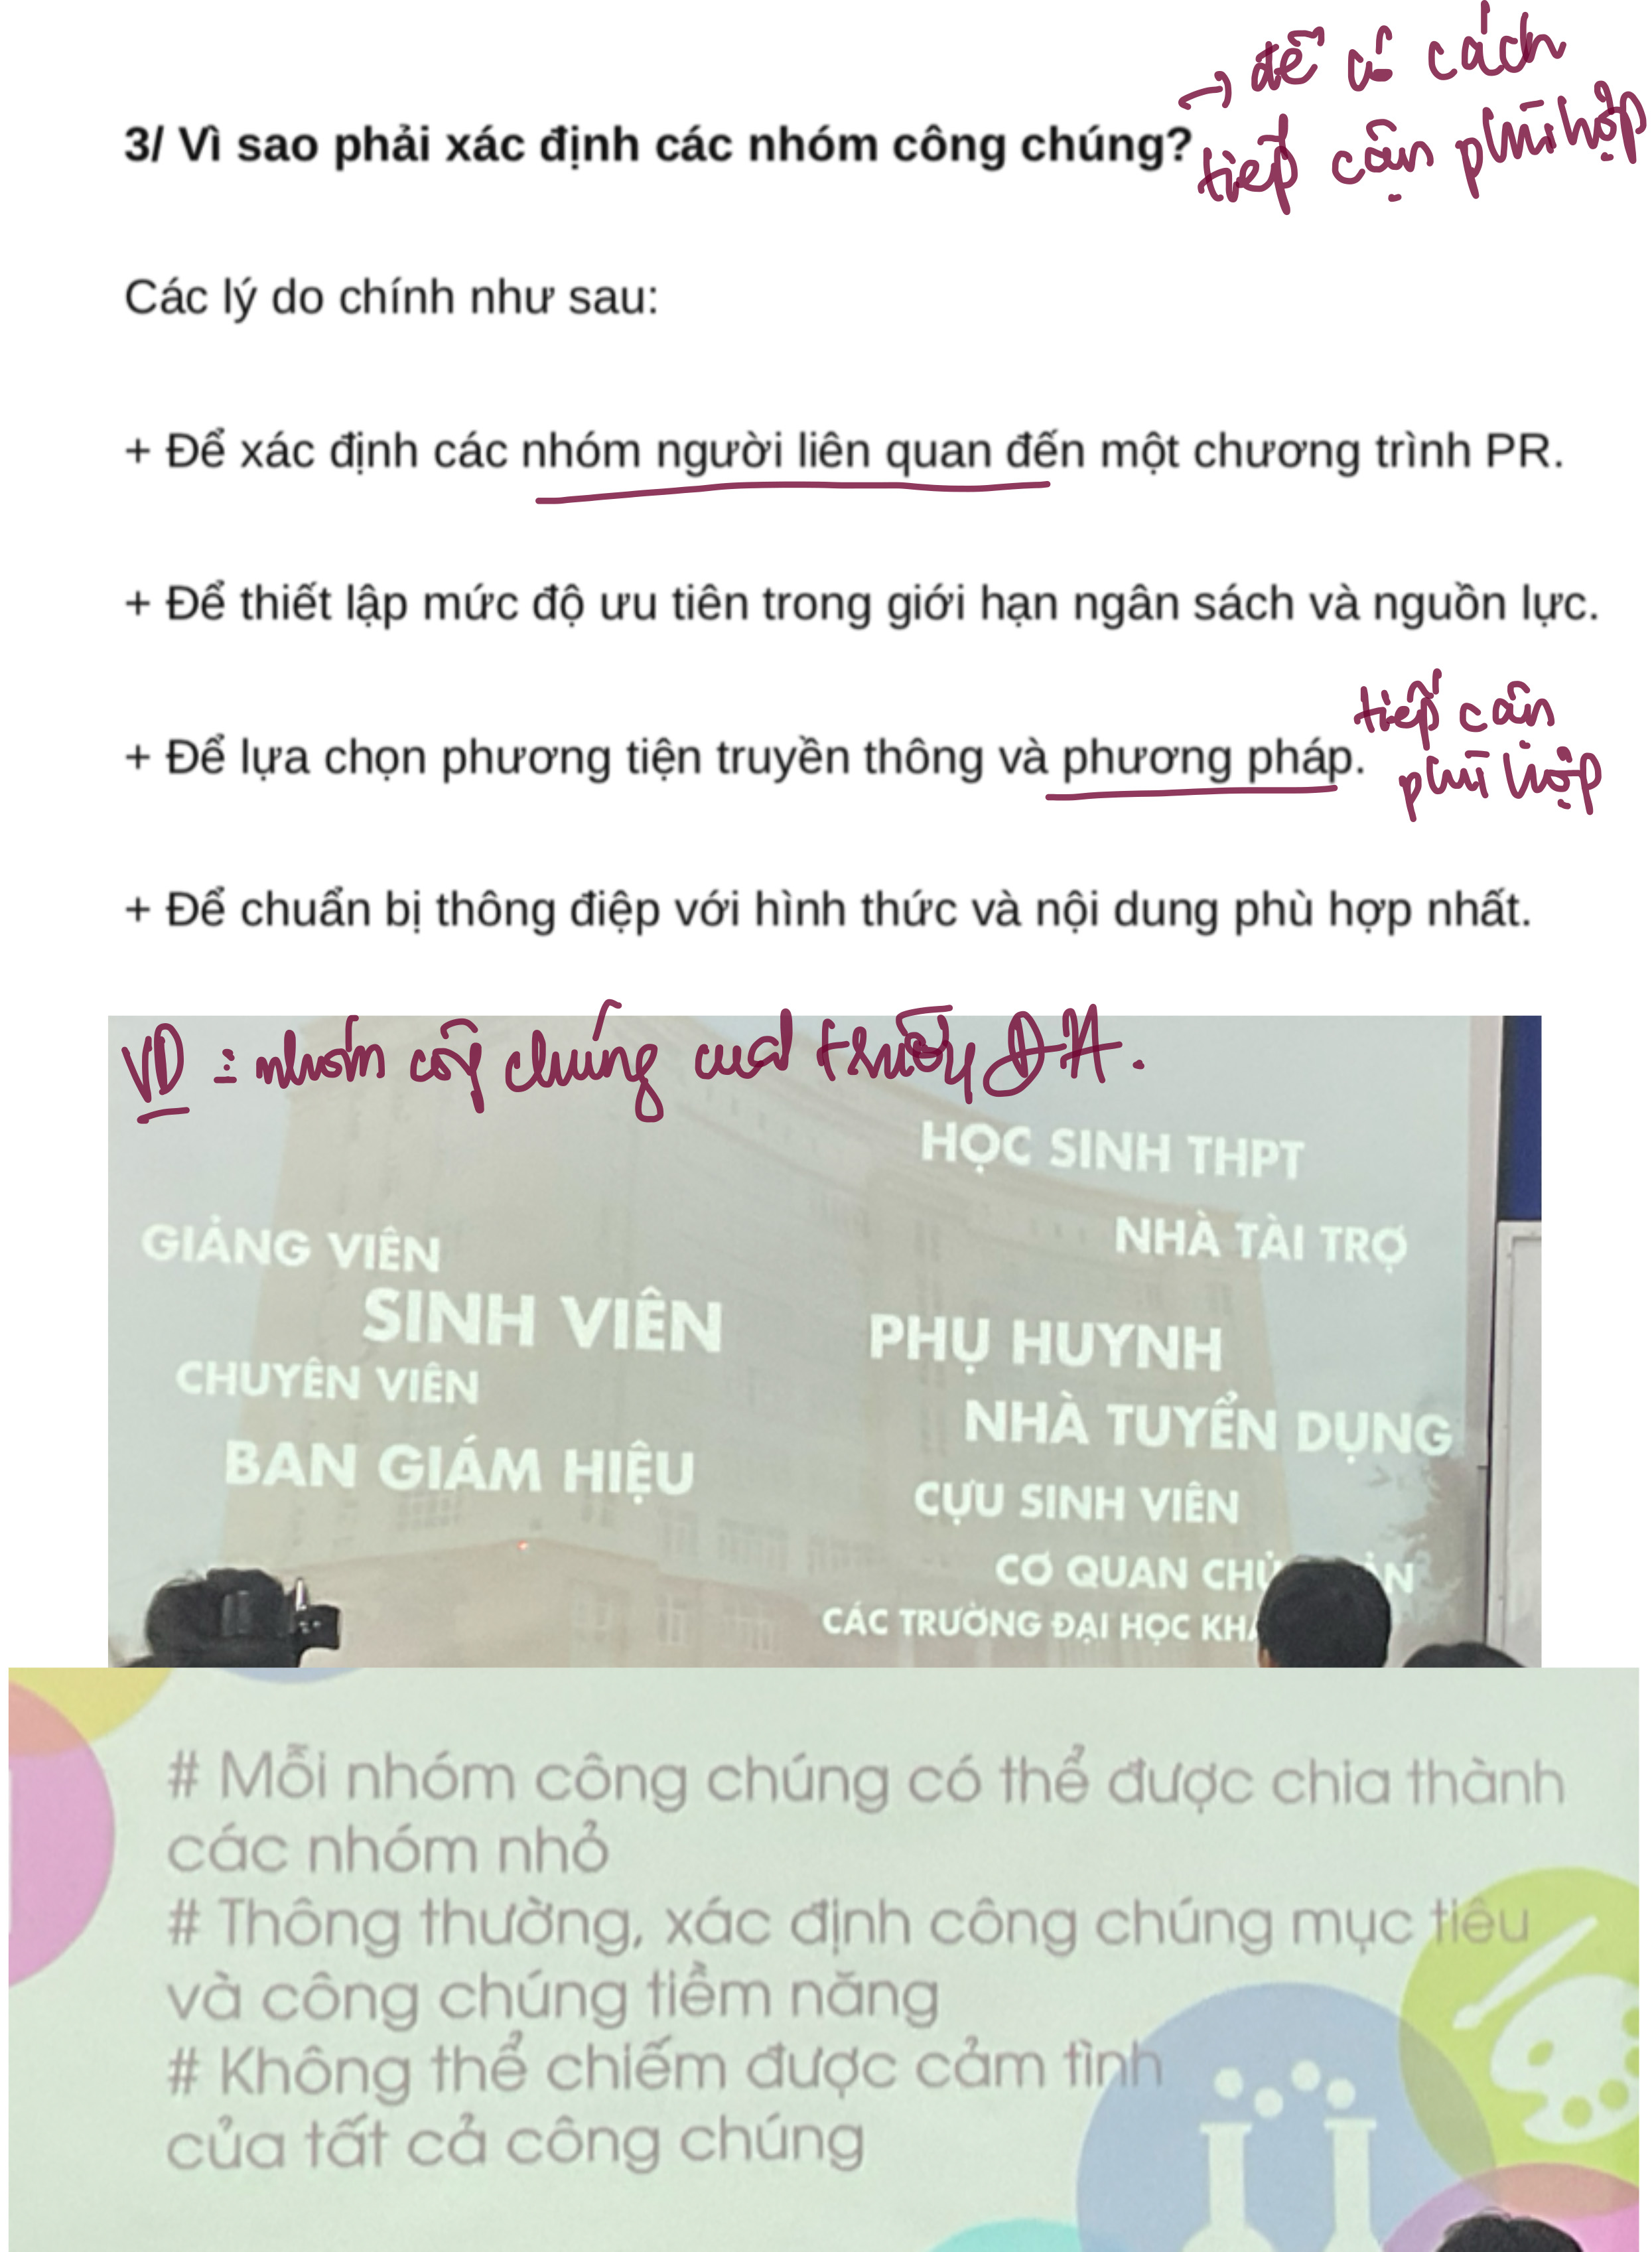 → để có cách
3/ Vì sao phải xác định các nhóm công chúng?
tiếp cận phù hợp
Các lý do chính như sau:
+ Để xác định các nhóm người liên quan đến một chương trình PR.
+ Để thiết lập mức độ ưu tiên trong giới hạn ngân sách và nguồn lực.
+ Để lựa chọn phương tiện truyền thông và phương pháp.
tiếp cận
phù hợp
+ Để chuẩn bị thông điệp với hình thức và nội dung phù hợp nhất.
VD: nhóm công chúng của trường ĐH.
HỌC SINH THPT
NHÀ TÀI TRỢ
GIẢNG VIÊN
SINH VIÊN
PHỤ HUYNH
CHUYÊN VIÊN
NHÀ TUYỂN DỤNG
BAN GIÁM HIỆU
CỰU SINH VIÊN
CƠ QUAN CHỦ
CÁC TRƯỜNG ĐẠI HỌC
# Mỗi nhóm công chúng có thể được chia thành
các nhóm nhỏ
# Thông thường, xác định công chúng mục tiêu
và công chúng tiềm năng
# Không thể chiếm được cảm tình
của tất cả công chúng